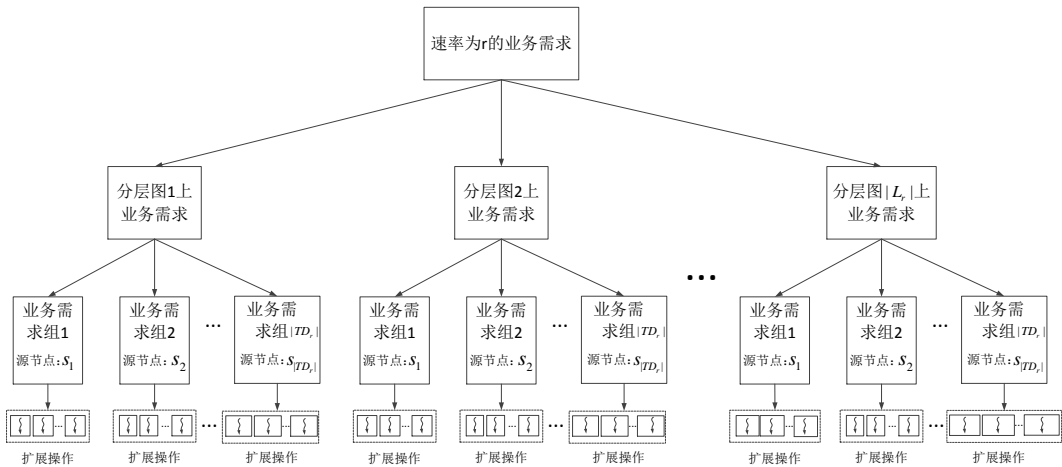 速率为r的业务需求
分层图1上
业务需求
分层图2上
业务需求
分层图|L_r|上
业务需求
...
业务需
求组1
源节点:s_1
业务需
求组2
源节点:s_2
...
业务需
求组|TD_r|
源节点:s_{|TD_r|}
业务需
求组1
源节点:s_1
业务需
求组2
源节点:s_2
...
业务需
求组|TD_r|
源节点:s_{|TD_r|}
业务需
求组1
源节点:s_1
业务需
求组2
源节点:s_2
...
业务需
求组|TD_r|
源节点:s_{|TD_r|}
... ... ... ...
... ... ... ...
... ... ... ...
扩展操作
扩展操作
扩展操作
扩展操作
扩展操作
扩展操作
扩展操作
扩展操作
扩展操作